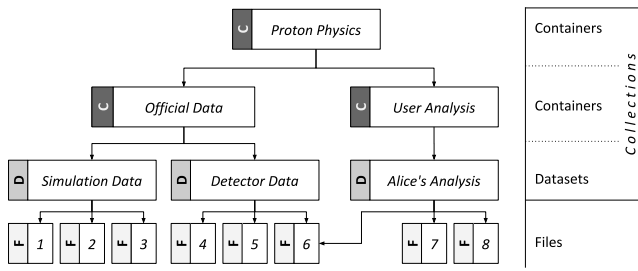 C Proton Physics
Containers
C Official Data
C User Analysis
Containers
Collections
D Simulation Data
D Detector Data
D Alice's Analysis
Datasets
F 1
F 2
F 3
F 4
F 5
F 6
F 7
F 8
Files